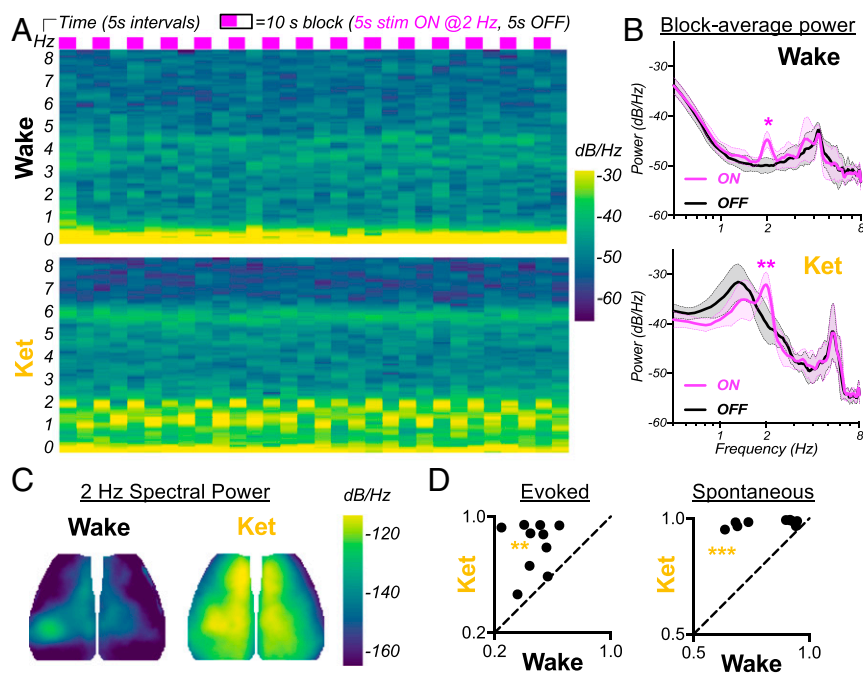 A
Time (5s intervals) =10 s block (5s stim ON @2 Hz, 5s OFF)
Hz
8
7
6
5
4
3
2
1
0
Wake
8
7
6
5
4
3
2
1
0
Ket
dB/Hz
-30
-40
-50
-60
B
Block-average power
Wake
-30
-40
-50
-60
Power (dB/Hz)
*
ON
OFF
1 2 8
Ket
-30
-40
-50
-60
Power (dB/Hz)
**
ON
OFF
1 2 8
Frequency (Hz)
C
2 Hz Spectral Power
Wake Ket
dB/Hz
-120
-140
-160
D
Evoked
1.0
Ket
**
0.2
0.2 1.0
Wake
Spontaneous
1.0
Ket
***
0.5
0.5 1.0
Wake